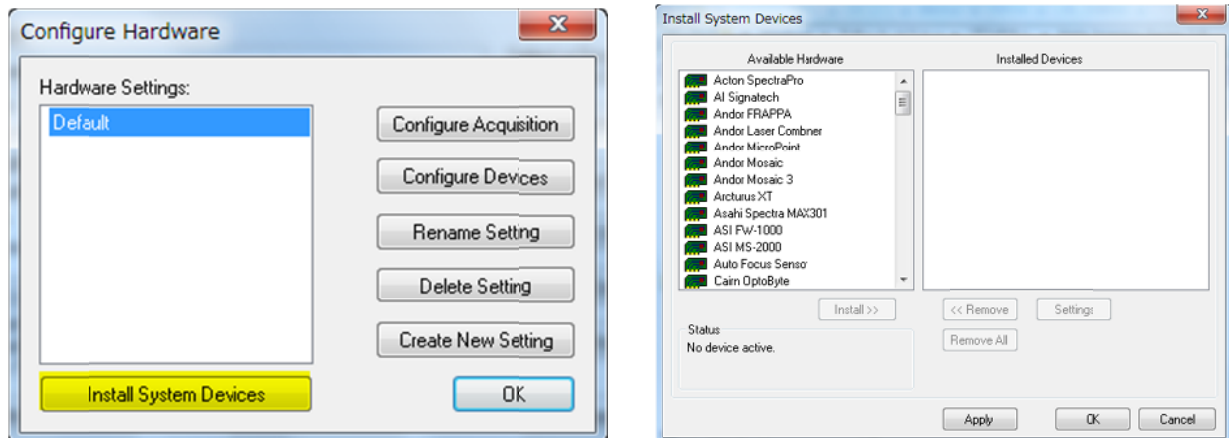 Configure Hardware
Hardware Settings:
Default
Configure Acquisition
Configure Devices
Rename Setting
Delete Setting
Create New Setting
Install System Devices
OK
Install System Devices
Available Hardware
Installed Devices
Acton SpectraPro
AI Signatech
Andor FRAPPA
Andor Laser Combner
Andor MicroPoint
Andor Mosaic
Andor Mosaic 3
Arcturus XT
Asahi Spectra MAX301
ASI FW-1000
ASI MS-2000
Auto Focus Senso
Cairn OptoByte
Install >>
<< Remove
Settings
Remove All
Status
No device active.
Apply
OK
Cancel